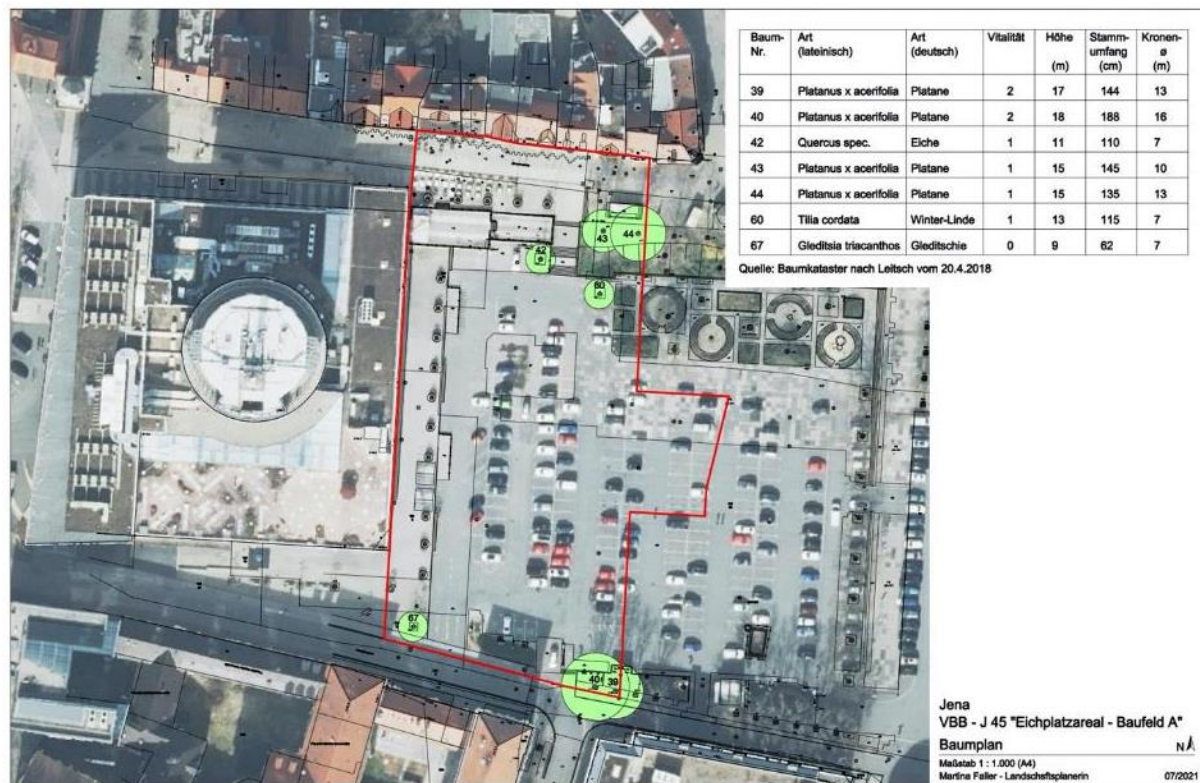 Baum-Nr. Art (lateinisch) Art (deutsch) Vitalität Höhe (m) Stamm-umfang (cm) Kronen-ø (m)
39 Platanus x acerifolia Platane 2 17 144 13
40 Platanus x acerifolia Platane 2 18 188 16
42 Quercus spec. Eiche 1 11 110 7
43 Platanus x acerifolia Platane 1 15 145 10
44 Platanus x acerifolia Platane 1 15 135 13
60 Tilia cordata Winter-Linde 1 13 115 7
67 Gleditsia triacanthos Gleditschie 0 9 62 7
Quelle: Baumkataster nach Leitsch vom 20.4.2018
43
44
42
60
67
40
39
Jena
VBB - J 45 "Eichplatzareal - Baufeld A"
Baumplan
N
Maßstab 1 : 1.000 (A4)
Martina Faller - Landschaftsplanerin 07/2021